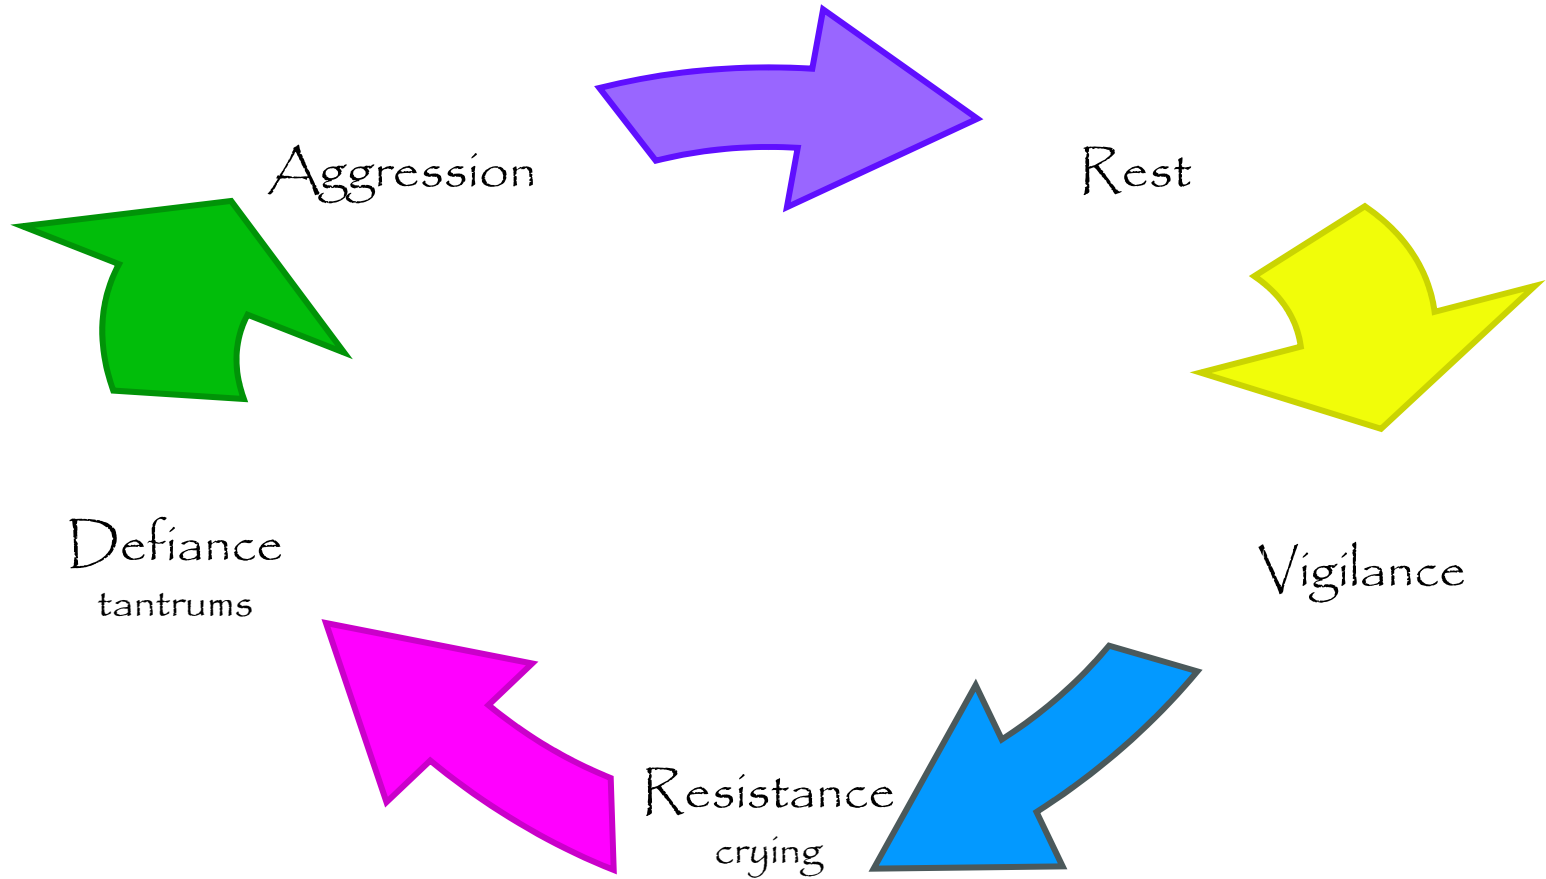 Aggression
Rest
Vigilance
Resistance
crying
Defiance
tantrums